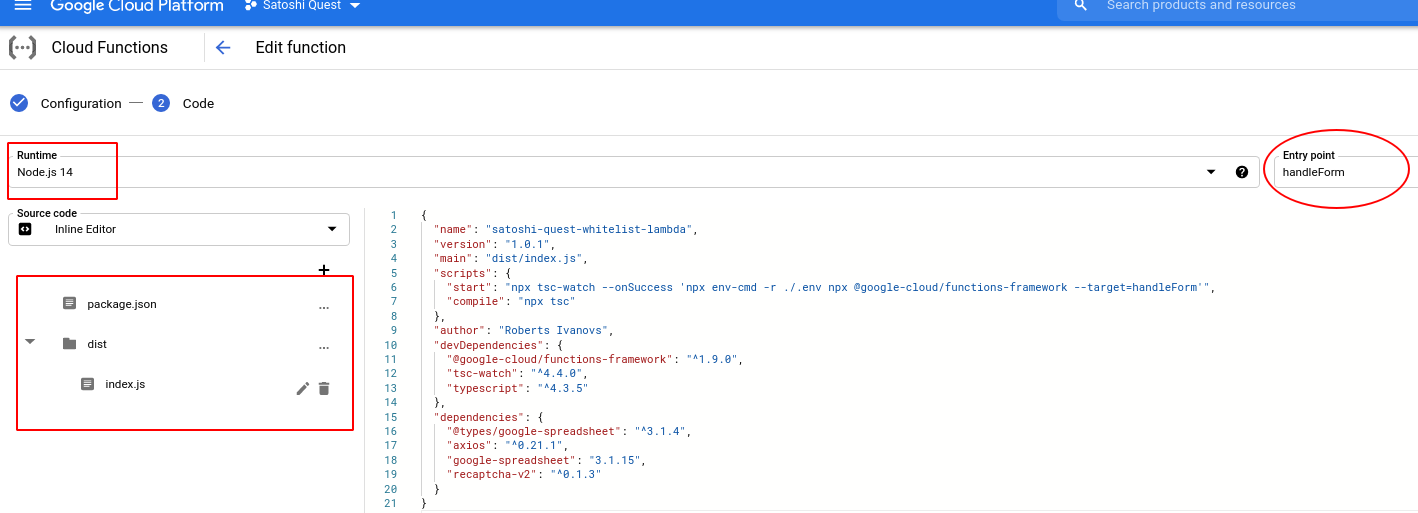 Google Cloud Platform
Satoshi Quest
Search products and resources
Cloud Functions
Edit function
Configuration
2
Code
Runtime
Node.js 14
Entry point
handleForm
Source code
Inline Editor
+
package.json
...
dist
...
index.js
1 {
2 "name": "satoshi-quest-whitelist-lambda",
3 "version": "1.0.1",
4 "main": "dist/index.js",
5 "scripts": {
6 "start": "npx tsc-watch --onSuccess 'npx env-cmd -r ./.env npx @google-cloud/functions-framework --target=handleForm'",
7 "compile": "npx tsc"
8 },
9 "author": "Roberts Ivanovs",
10 "devDependencies": {
11 "@google-cloud/functions-framework": "^1.9.0",
12 "tsc-watch": "^4.4.0",
13 "typescript": "^4.3.5"
14 },
15 "dependencies": {
16 "@types/google-spreadsheet": "^3.1.4",
17 "axios": "^0.21.1",
18 "google-spreadsheet": "3.1.15",
19 "recaptcha-v2": "^0.1.3"
20 }
21 }